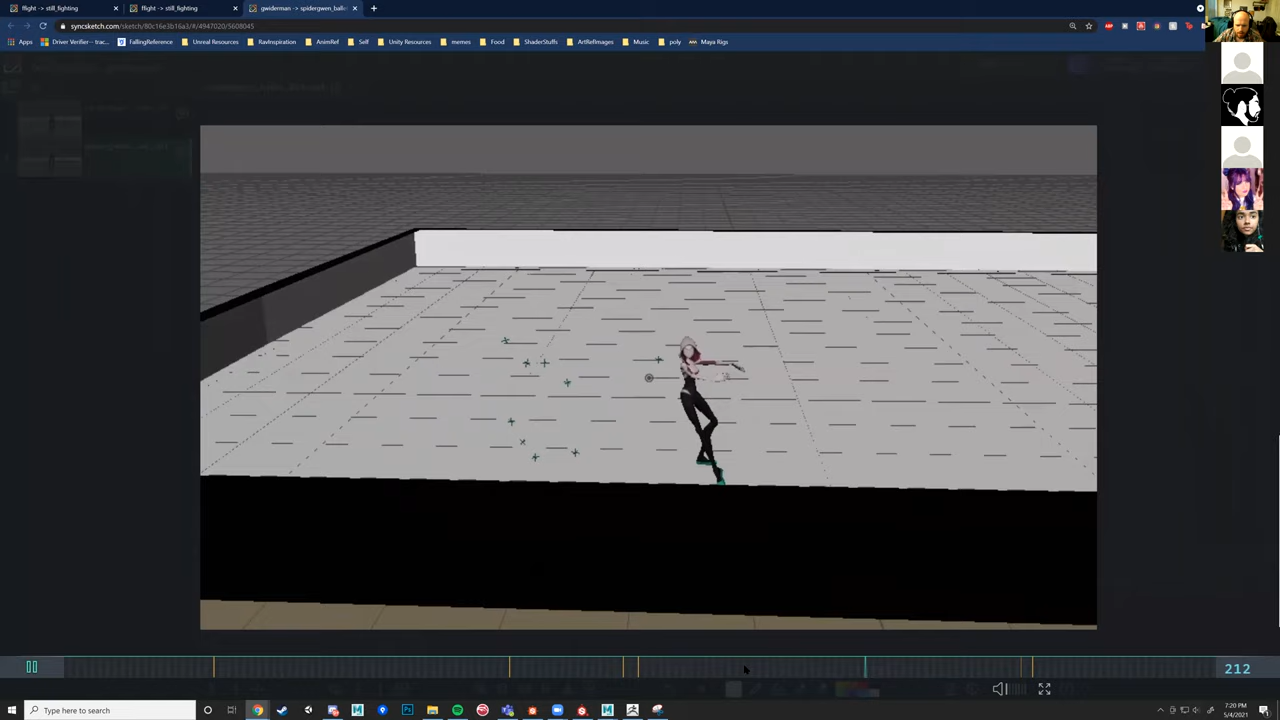 fflight -> still_fighting
fflight -> still_fighting
gwiderman -> spidergwen_balle
syncsketch.com/sketch/80c16e3b16a3/#/4947020/5608045
Apps
Driver Verifier -- trac...
FallingReference
Unreal Resources
RavInspiration
AnimRef
Self
Unity Resources
memes
Food
ShaderStuffs
ArtRefImages
Music
poly
Maya Rigs
212
Type here to search
7:20 PM
5/4/2021